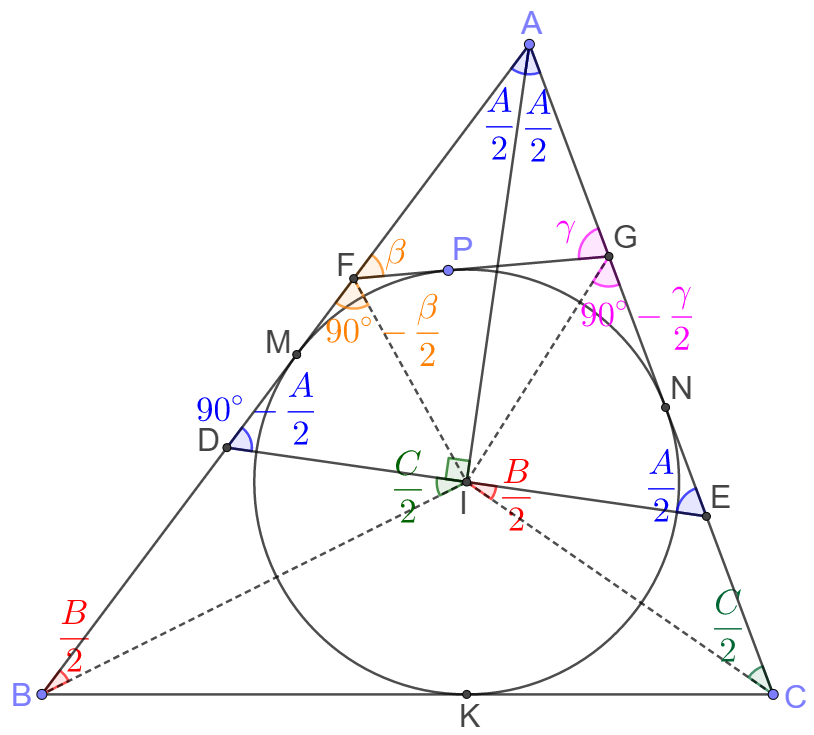 A
A/2 A/2
γ G
β P
F
90° − β/2
90° − γ/2
M
N
90° − A/2
D
C/2
B/2
A/2
E
I
B/2
C/2
B
C
K